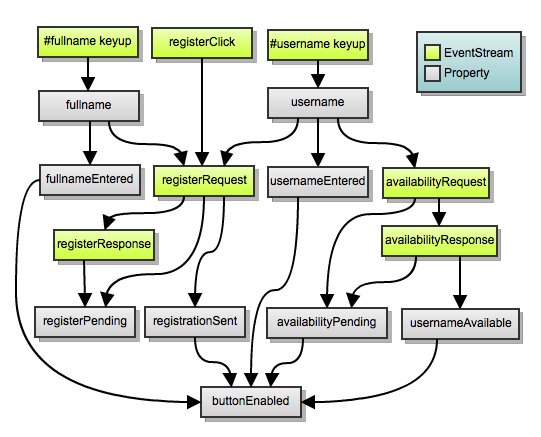 #fullname keyup
registerClick
#username keyup
EventStream
Property
fullname
username
fullnameEntered
registerRequest
usernameEntered
availabilityRequest
registerResponse
availabilityResponse
registerPending
registrationSent
availabilityPending
usernameAvailable
buttonEnabled